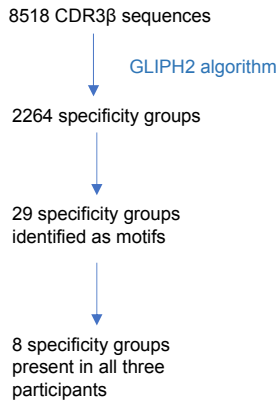 8518 CDR3β sequences
GLIPH2 algorithm
2264 specificity groups
29 specificity groups
identified as motifs
8 specificity groups
present in all three
participants